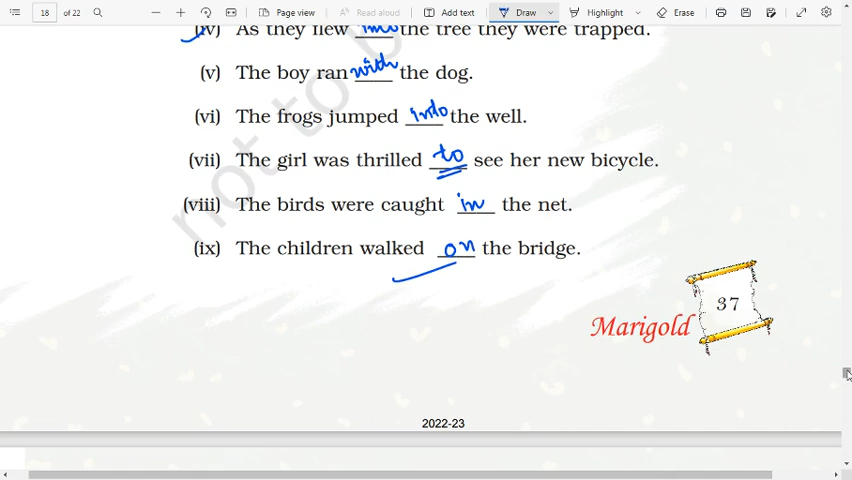 18 of 22 Page view Read aloud Add text Draw Highlight Erase
(iv) As they flew into the tree they were trapped.
(v) The boy ran with the dog.
(vi) The frogs jumped into the well.
(vii) The girl was thrilled to see her new bicycle.
(viii) The birds were caught in the net.
(ix) The children walked on the bridge.
37
Marigold
2022-23
not to b